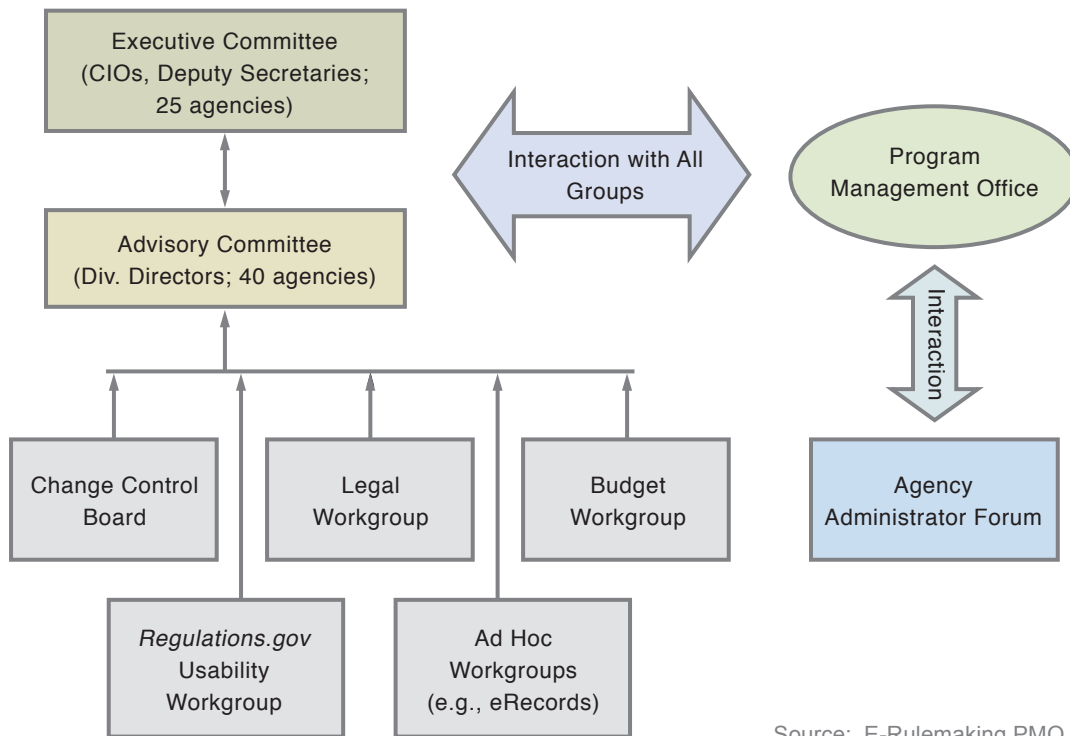 Executive Committee
(CIOs, Deputy Secretaries;
25 agencies)
Interaction with All
Groups
Program
Management Office
Advisory Committee
(Div. Directors; 40 agencies)
Interaction
Change Control
Board
Legal
Workgroup
Budget
Workgroup
Agency
Administrator Forum
Regulations.gov
Usability
Workgroup
Ad Hoc
Workgroups
(e.g., eRecords)
Source: E-Rulemaking PMO